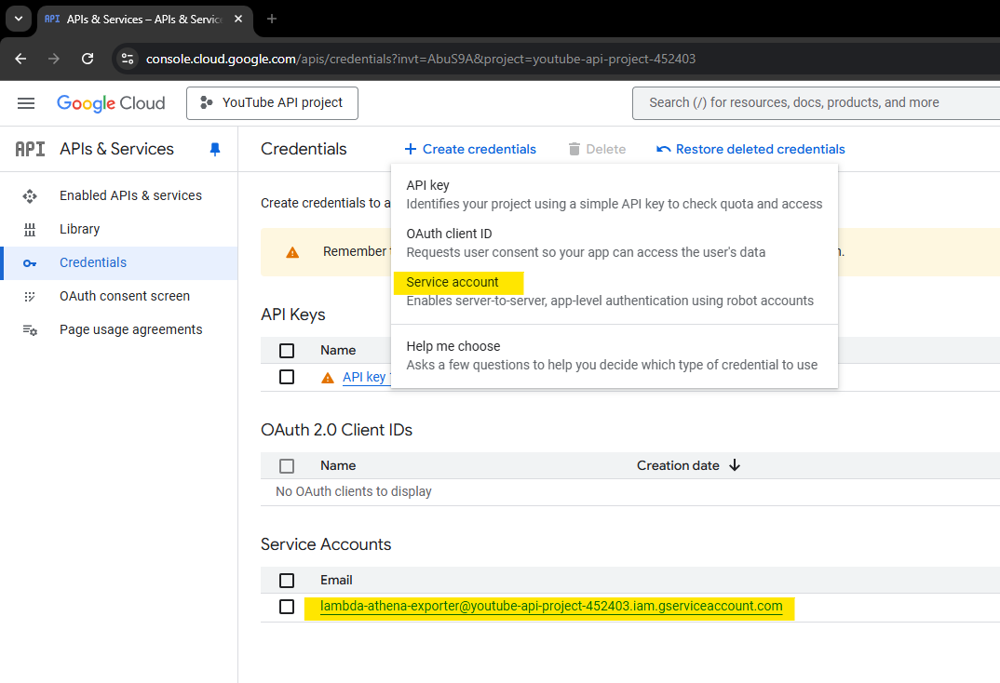 API APIs & Services – APIs & Servic
console.cloud.google.com/apis/credentials?invt=AbuS9A&project=youtube-api-project-452403
Google Cloud YouTube API project Search (/) for resources, docs, products, and more
API APIs & Services Credentials + Create credentials Delete Restore deleted credentials
API key
Enabled APIs & services
Create credentials to a
Identifies your project using a simple API key to check quota and access
Library
OAuth client ID
Remember
Requests user consent so your app can access the user's data
Credentials
Service account
OAuth consent screen
Enables server-to-server, app-level authentication using robot accounts
API Keys
Page usage agreements
Help me choose
Name
Asks a few questions to help you decide which type of credential to use
API key
OAuth 2.0 Client IDs
Name Creation date
No OAuth clients to display
Service Accounts
Email
lambda-athena-exporter@youtube-api-project-452403.iam.gserviceaccount.com